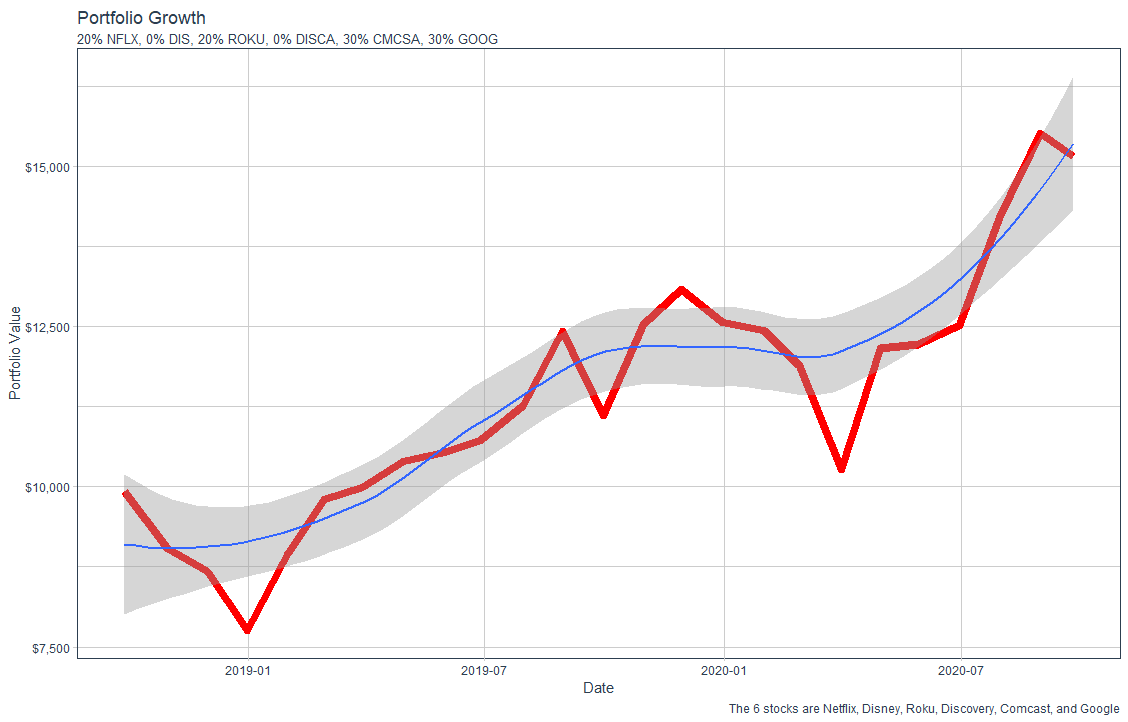 Portfolio Growth
20% NFLX, 0% DIS, 20% ROKU, 0% DISCA, 30% CMCSA, 30% GOOG
$15,000
$12,500
$10,000
$7,500
Portfolio Value
2019-01
2019-07
2020-01
2020-07
Date
The 6 stocks are Netflix, Disney, Roku, Discovery, Comcast, and Google